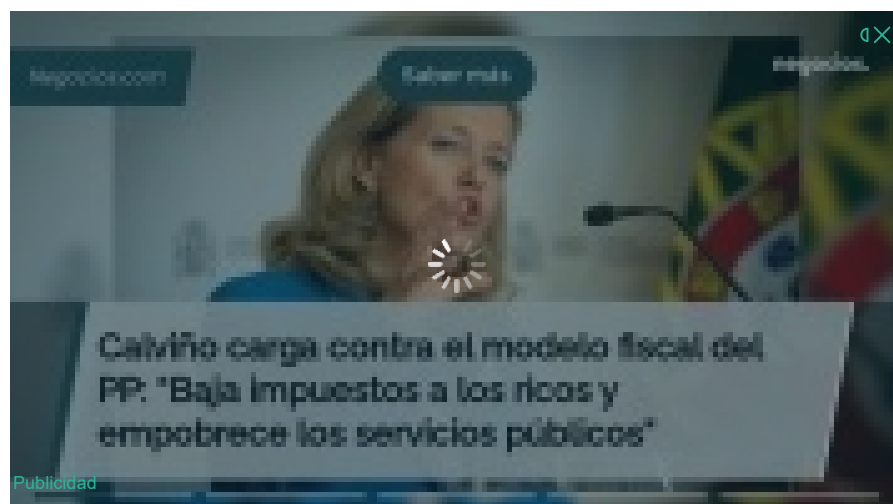 Negocios.com
Saber más
negocios.
Calviño carga contra el modelo fiscal del
PP: "Baja impuestos a los ricos y
empobrece los servicios públicos"
Publicidad